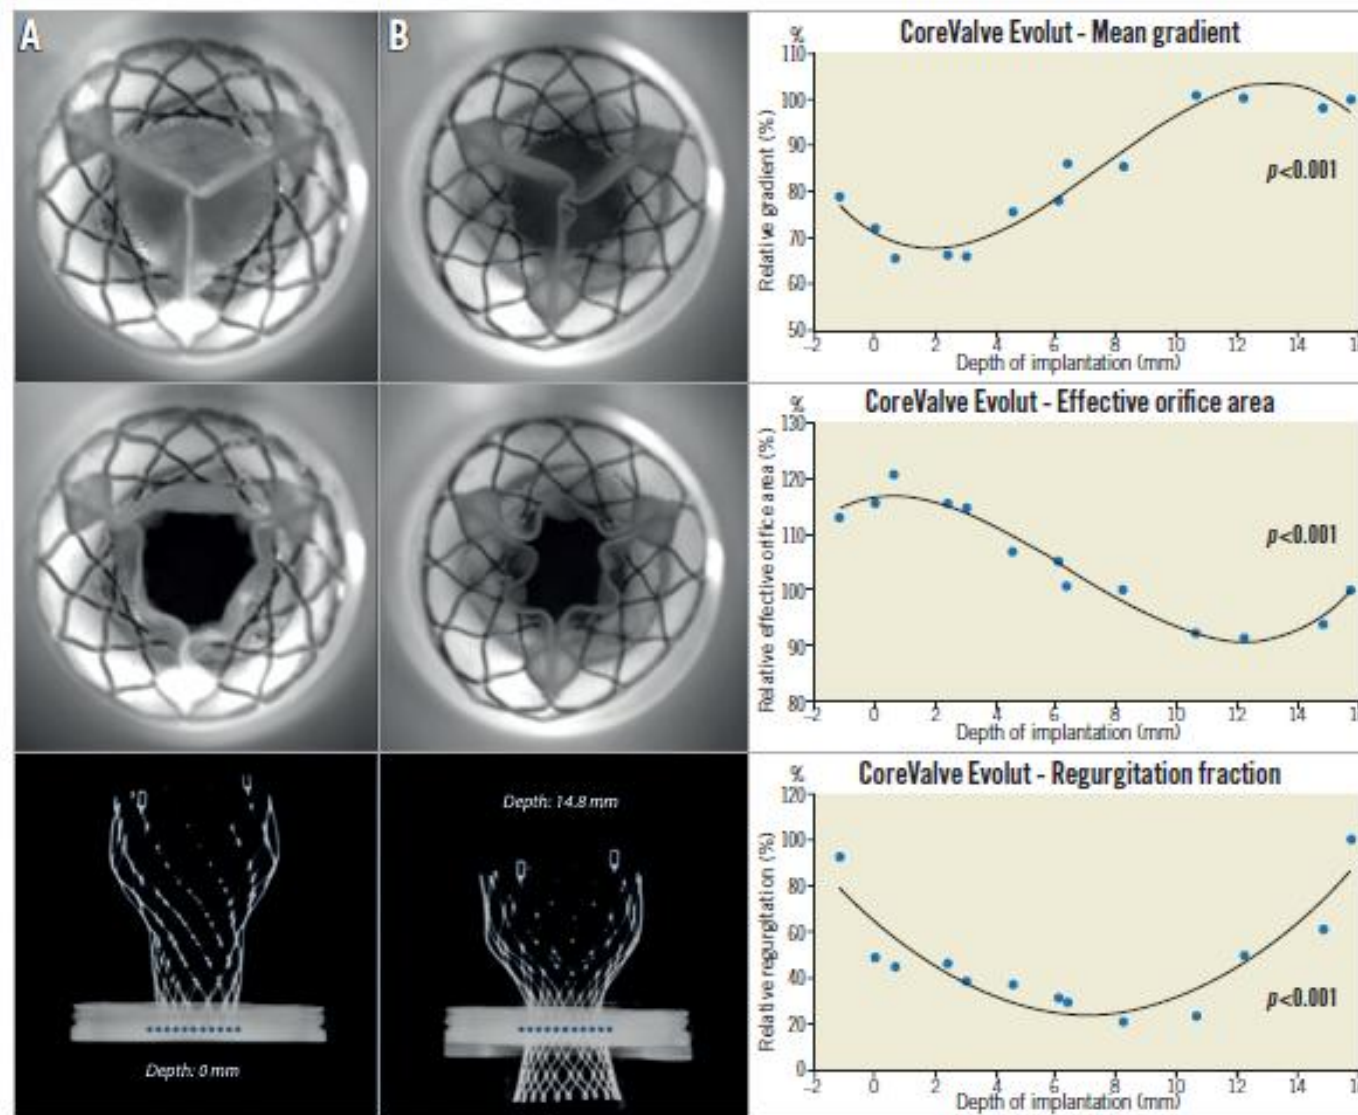 A
B
Depth: 0 mm
Depth: 14.8 mm
CoreValve Evolut - Mean gradient
%
Relative gradient (%)
110
100
90
80
70
60
50
-2 0 2 4 6 8 10 12 14
Depth of implantation (mm)
p<0.001
CoreValve Evolut - Effective orifice area
%
Relative effective orifice area (%)
130
120
110
100
90
80
-2 0 2 4 6 8 10 12 14
Depth of implantation (mm)
p<0.001
CoreValve Evolut - Regurgitation fraction
%
Relative regurgitation (%)
120
100
80
60
40
20
0
-2 0 2 4 6 8 10 12 14
Depth of implantation (mm)
p<0.001